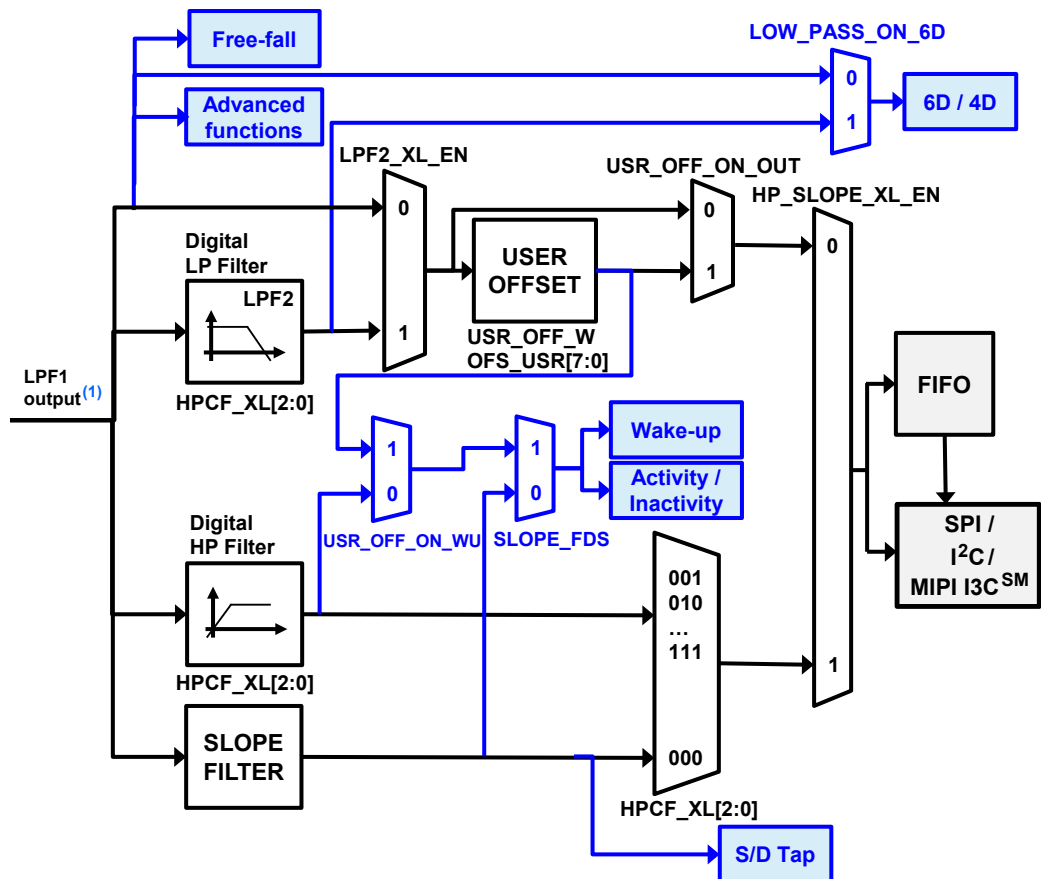 Free-fall
LOW_PASS_ON_6D
0
6D / 4D
1
Advanced
functions
LPF2_XL_EN
USR_OFF_ON_OUT
HP_SLOPE_XL_EN
0
0
0
Digital
LP Filter
LPF2
USER
OFFSET
1
1
USR_OFF_W
OFS_USR[7:0]
LPF1
output(1)
HPCF_XL[2:0]
FIFO
1
0
USR_OFF_ON_WU
1
0
SLOPE_FDS
Wake-up
Activity /
Inactivity
SPI /
I2C/
MIPI I3CSM
Digital
HP Filter
HPCF_XL[2:0]
001
010
...
111
1
SLOPE
FILTER
000
HPCF_XL[2:0]
S/D Tap